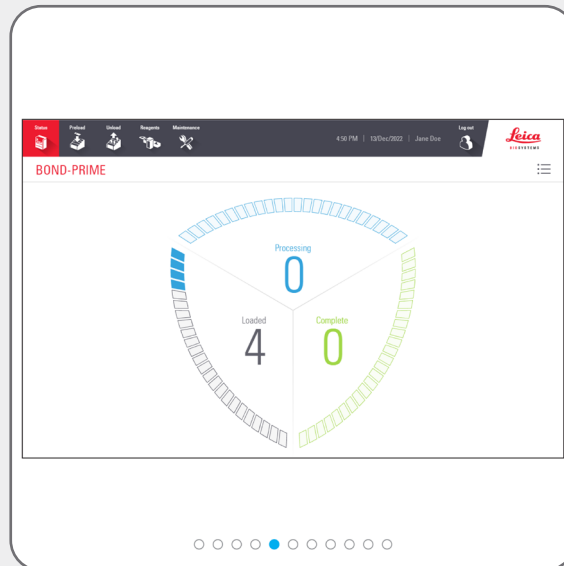 Status Preload Unload Reagents Maintenance
4:50 PM | 13/Dec/2022 | Jane Doe
Log out
Leica
BIOSYSTEMS
BOND-PRIME
Processing
0
Loaded
4
Complete
0